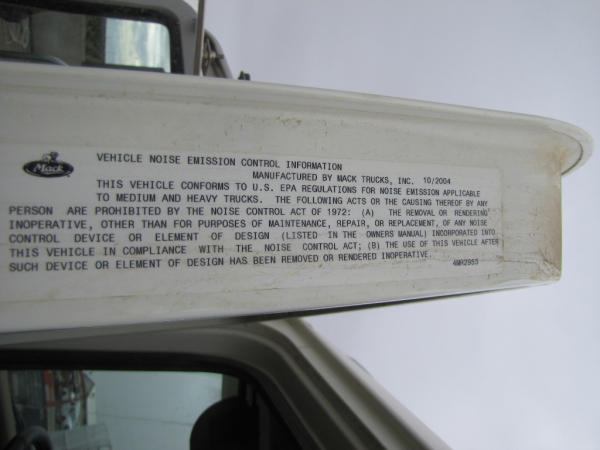 Mack
VEHICLE NOISE EMISSION CONTROL INFORMATION
MANUFACTURED BY MACK TRUCKS, INC. 10/2004
THIS VEHICLE CONFORMS TO U.S. EPA REGULATIONS FOR NOISE EMISSION APPLICABLE
TO MEDIUM AND HEAVY TRUCKS. THE FOLLOWING ACTS OR THE CAUSING THEREOF BY ANY
PERSON ARE PROHIBITED BY THE NOISE CONTROL ACT OF 1972: (A) THE REMOVAL OR RENDERING
INOPERATIVE, OTHER THAN FOR PURPOSES OF MAINTENANCE, REPAIR, OR REPLACEMENT, OF ANY NOISE
CONTROL DEVICE OR ELEMENT OF DESIGN (LISTED IN THE OWNERS MANUAL) INCORPORATED INTO
THIS VEHICLE IN COMPLIANCE WITH THE NOISE CONTROL ACT; (B) THE USE OF THIS VEHICLE AFTER
SUCH DEVICE OR ELEMENT OF DESIGN HAS BEEN REMOVED OR RENDERED INOPERATIVE.
4MR2953